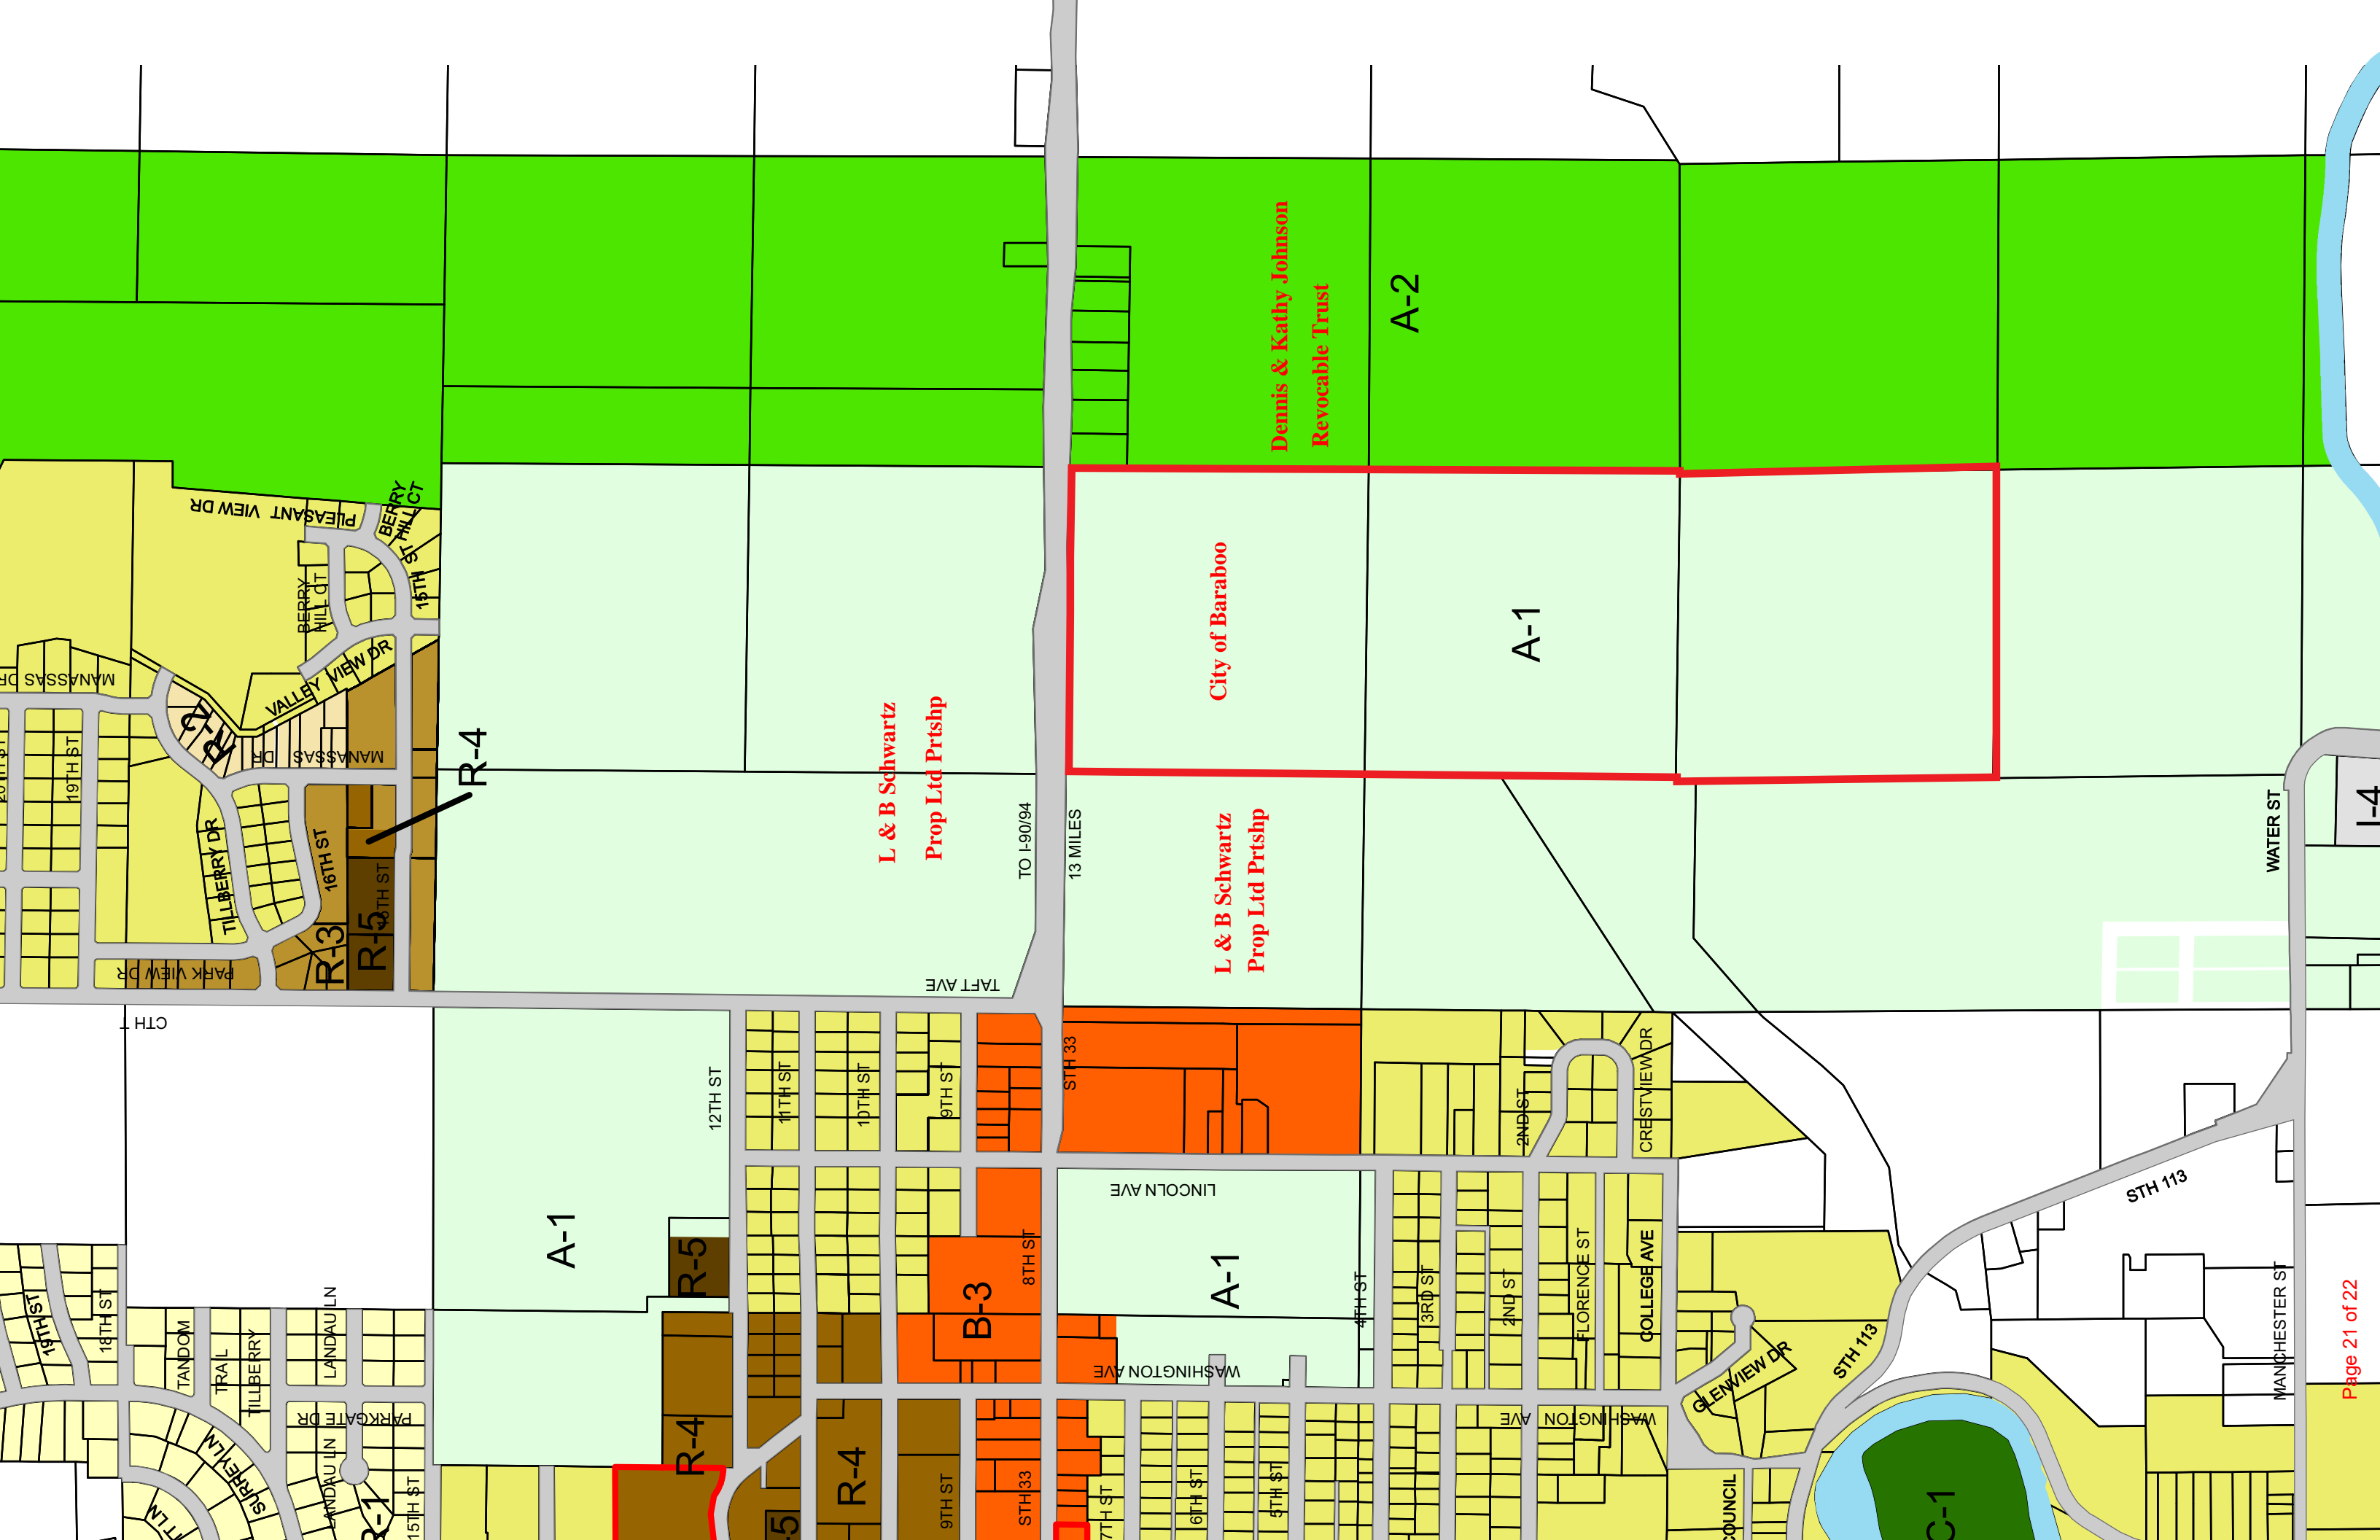 Dennis & Kathy Johnson
Revocable Trust
A-2
PLEASANT VIEW DR
BERRY
HILL CT
15TH ST
BERRY
HILL CT
VALLEY VIEW DR
MANASSAS DR
R-2
MANASSAS DR
19TH ST
R-4
TILLBERRY DR
16TH ST
15TH ST
R-3
R-5
PARK VIEW DR
CTH T
City of Baraboo
A-1
L & B Schwartz
Prop Ltd Prtshp
TO I-90/94
13 MILES
L & B Schwartz
Prop Ltd Prtshp
TAFT AVE
WATER ST
I-4
12TH ST
11TH ST
10TH ST
9TH ST
STH 33
2ND ST
CRESTVIEW DR
LINCOLN AVE
STH 113
A-1
R-5
8TH ST
B-3
A-1
4TH ST
3RD ST
2ND ST
FLORENCE ST
COLLEGE AVE
STH 113
MANCHESTER ST
19TH ST
18TH ST
TANDOM
TRAIL
TILLBERRY
LANDAU LN
WASHINGTON AVE
GLENVIEW DR
PARKGATE DR
WASHINGTON AVE
SURREY LN
LANDAU LN
15TH ST
R-4
R-4
9TH ST
STH 33
7TH ST
6TH ST
5TH ST
COUNCIL
C-1
Page 21 of 22